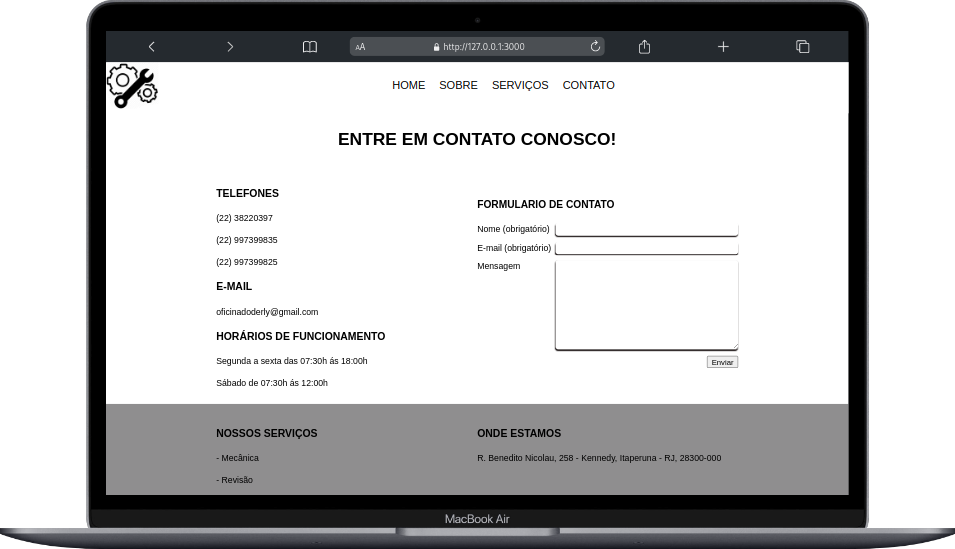 AA http://127.0.0.1:3000
HOME SOBRE SERVIÇOS CONTATO
ENTRE EM CONTATO CONOSCO!
TELEFONES
(22) 38220397
(22) 997399835
(22) 997399825
E-MAIL
oficinadoderly@gmail.com
HORÁRIOS DE FUNCIONAMENTO
Segunda a sexta das 07:30h ás 18:00h
Sábado de 07:30h ás 12:00h
FORMULARIO DE CONTATO
Nome (obrigatório)
E-mail (obrigatório)
Mensagem
Enviar
NOSSOS SERVIÇOS
- Mecânica
- Revisão
ONDE ESTAMOS
R. Benedito Nicolau, 258 - Kennedy, Itaperuna - RJ, 28300-000
MacBook Air